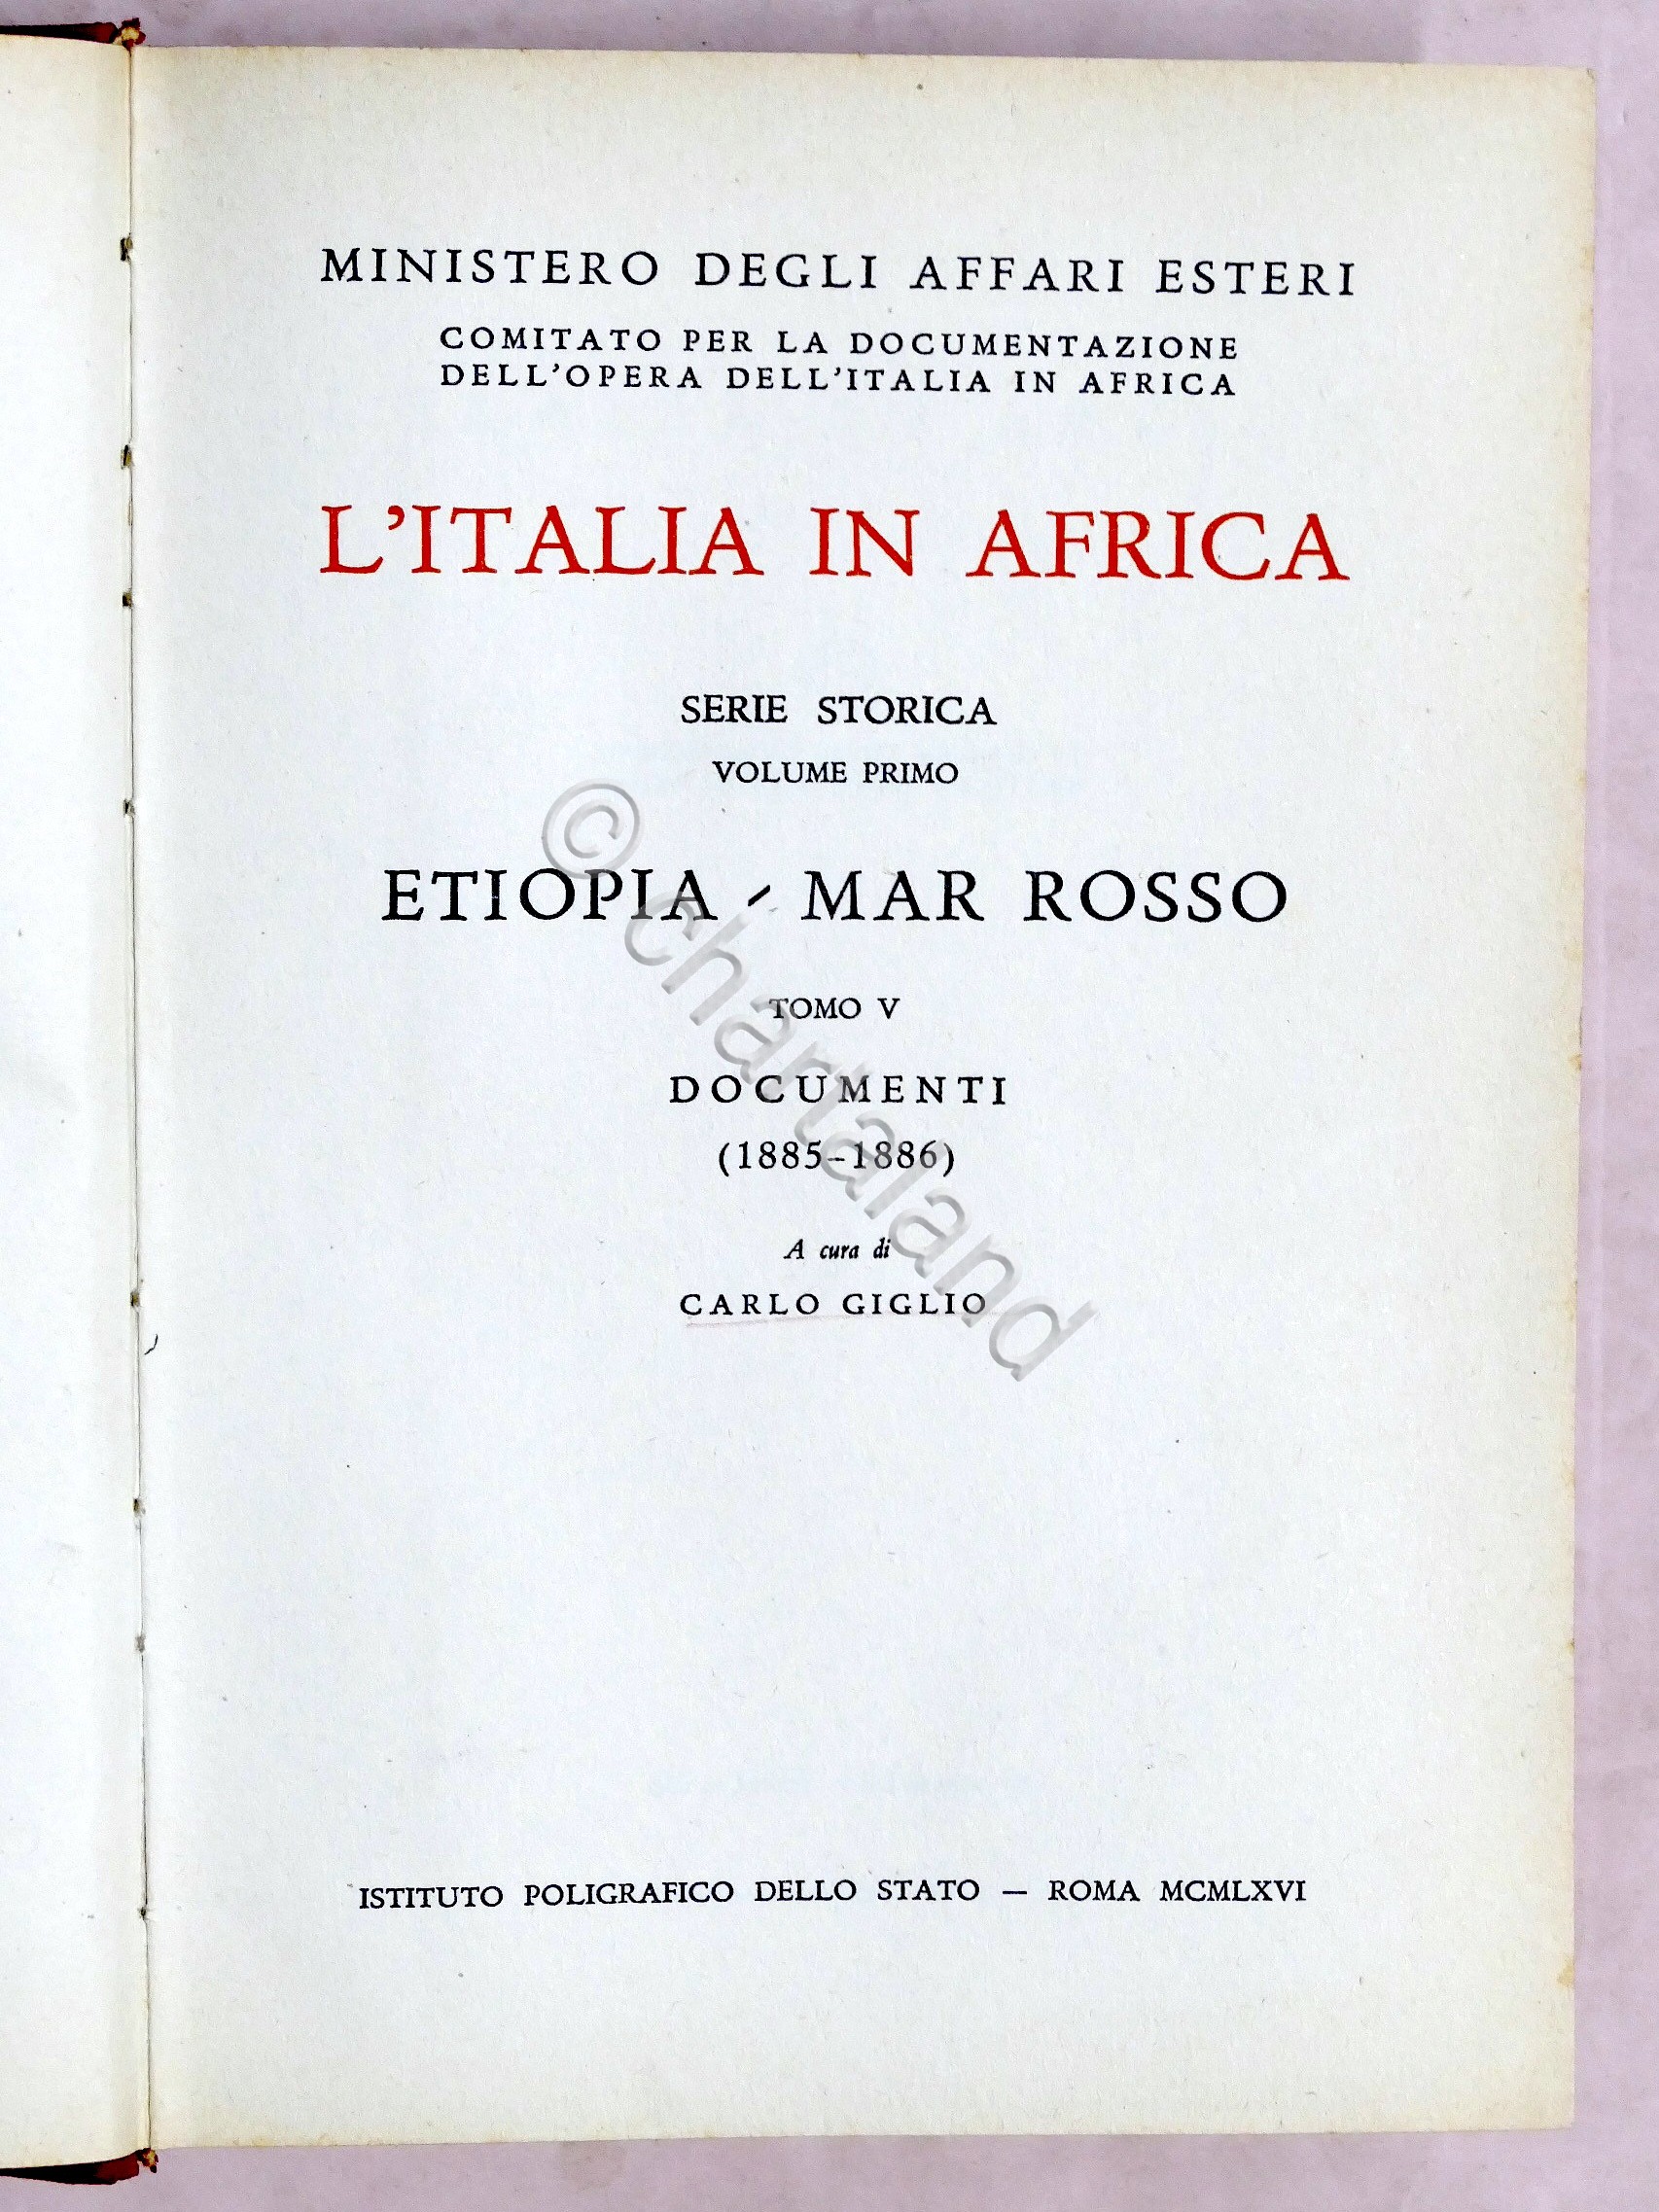 MINISTERO DEGLI AFFARI ESTERI
COMITATO PER LA DOCUMENTAZIONE
DELL'OPERA DELL'ITALIA IN AFRICA
L'ITALIA IN AFRICA
SERIE STORICA
VOLUME PRIMO
ETIOPIA - MAR ROSSO
TOMO V
DOCUMENTI
(1885-1886)
A cura di
CARLO GIGLIO
ISTITUTO POLIGRAFICO DELLO STATO — ROMA MCMLXVI
© chartaland